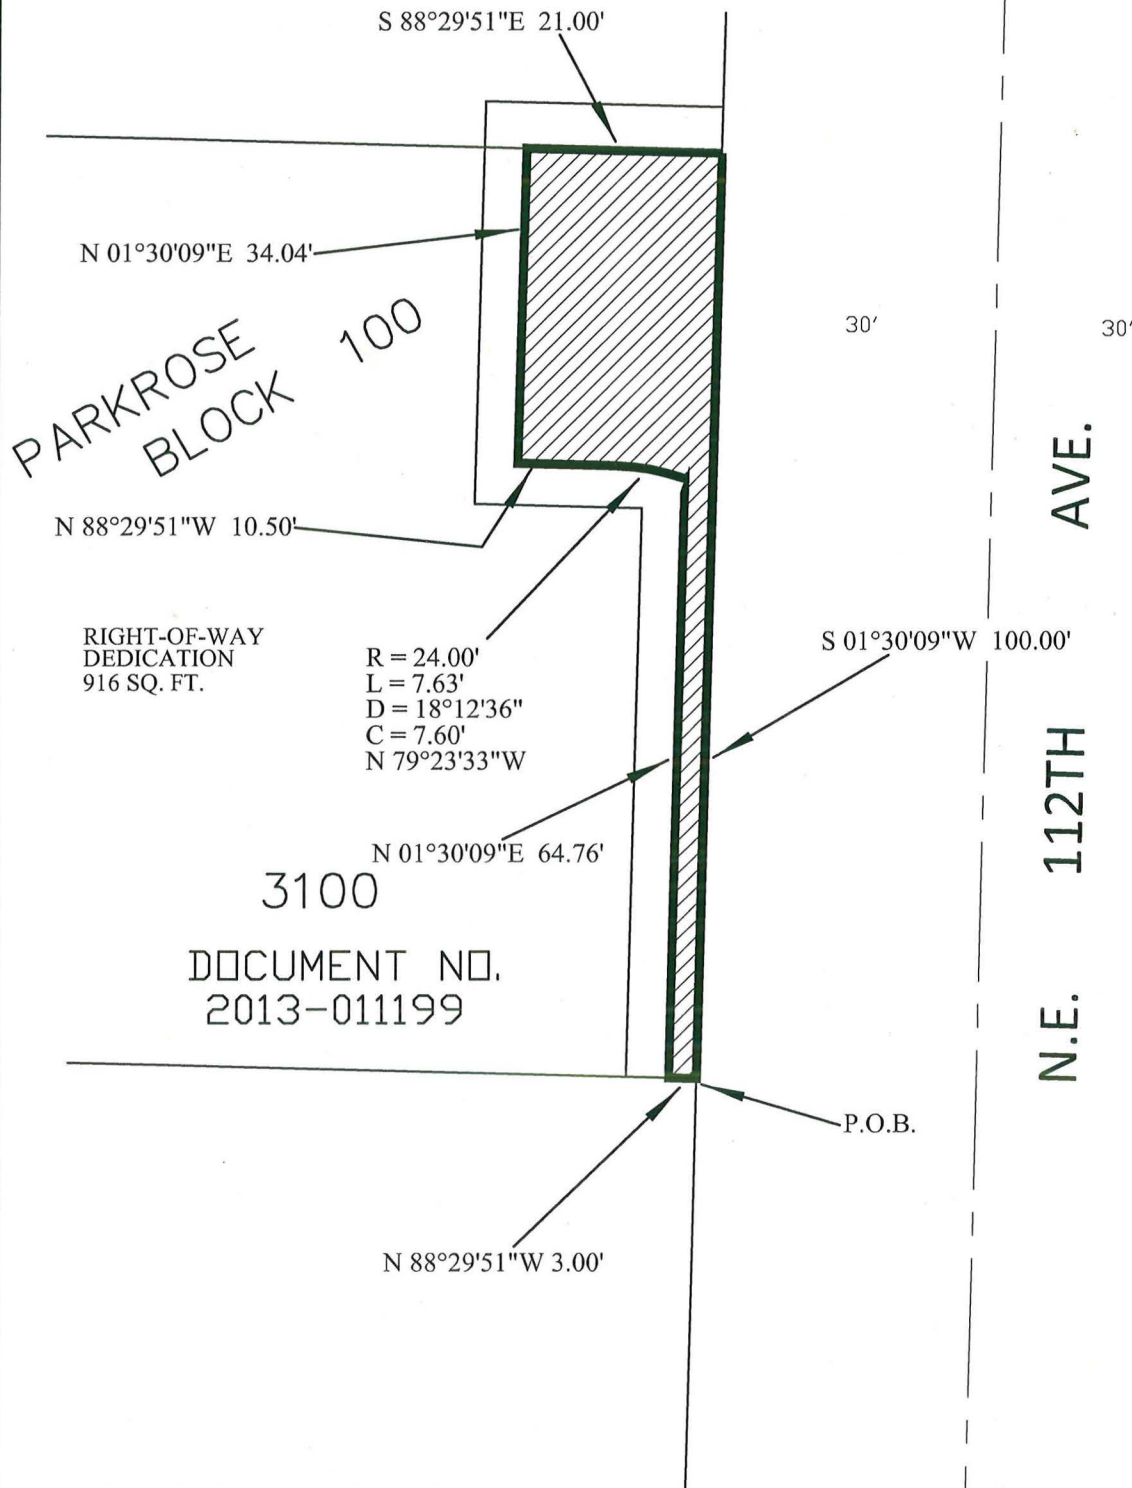 S 88°29'51"E 21.00'
N 01°30'09"E 34.04'
PARKROSE
BLOCK 100
30'
30'
N 88°29'51"W 10.50'
RIGHT-OF-WAY
DEDICATION
916 SQ. FT.
R = 24.00'
L = 7.63'
D = 18°12'36"
C = 7.60'
N 79°23'33"W
S 01°30'09"W 100.00'
N 01°30'09"E 64.76'
3100
DOCUMENT NO.
2013-011199
N.E. 112TH AVE.
P.O.B.
N 88°29'51"W 3.00'